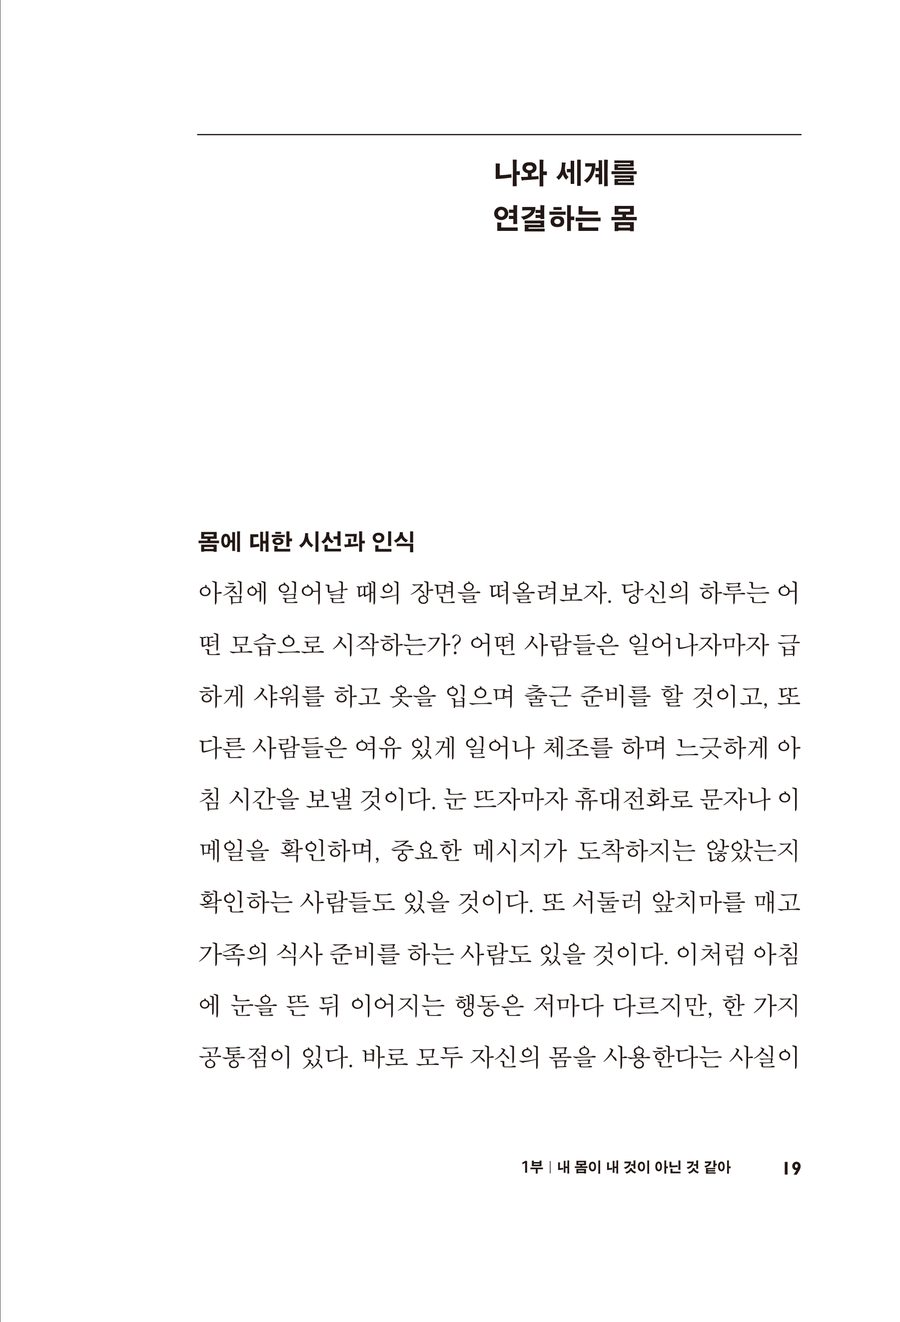 나와 세계를
연결하는 몸
몸에 대한 시선과 인식
아침에 일어날 때의 장면을 떠올려보자. 당신의 하루는 어
떤 모습으로 시작하는가? 어떤 사람들은 일어나자마자 급
하게 샤워를 하고 옷을 입으며 출근 준비를 할 것이고, 또
다른 사람들은 여유 있게 일어나 체조를 하며 느긋하게 아
침 시간을 보낼 것이다. 눈 뜨자마자 휴대전화로 문자나 이
메일을 확인하며, 중요한 메시지가 도착하지는 않았는지
확인하는 사람들도 있을 것이다. 또 서둘러 앞치마를 매고
가족의 식사 준비를 하는 사람도 있을 것이다. 이처럼 아침
에 눈을 뜬 뒤 이어지는 행동은 저마다 다르지만, 한 가지
공통점이 있다. 바로 모두 자신의 몸을 사용한다는 사실이
1부 | 내 몸이 내 것이 아닌 것 같아 19